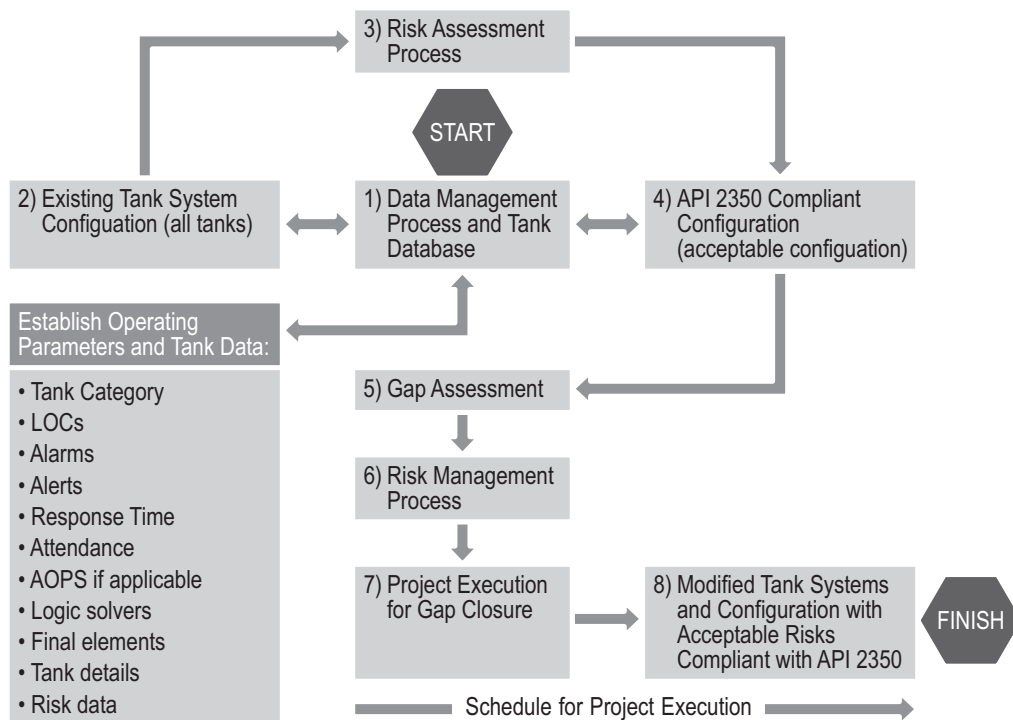 3) Risk Assessment
Process
START
2) Existing Tank System
Configuation (all tanks)
1) Data Management
Process and Tank
Database
4) API 2350 Compliant
Configuration
(acceptable configuation)
Establish Operating
Parameters and Tank Data:
• Tank Category
• LOCs
• Alarms
• Alerts
• Response Time
• Attendance
• AOPS if applicable
• Logic solvers
• Final elements
• Tank details
• Risk data
5) Gap Assessment
6) Risk Management
Process
7) Project Execution
for Gap Closure
8) Modified Tank Systems
and Configuration with
Acceptable Risks
Compliant with API 2350
FINISH
Schedule for Project Execution